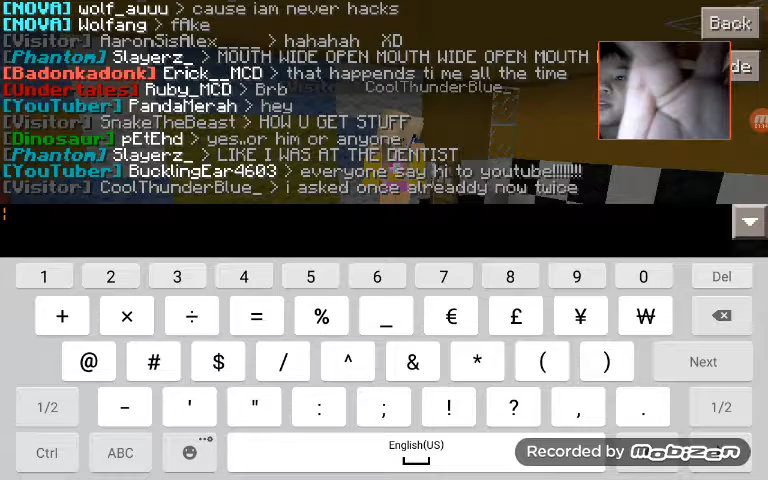 [NOVA] wolf_auuu > cause iam never hacks
[NOVA] Wolfang > fAke
[Visitor] AaronSisAlex____ > hahahah XD
[Phantom] Slayerz_ > MOUTH WIDE OPEN MOUTH WIDE OPEN MOUTH
[Badonkadonk] Erick__MCD > that happends ti me all the time
[Undertales] Ruby_MCD > Brb
CoolThunderBlue_
[YouTuber] PandaMerah > hey
[Visitor] SnakeTheBeast > HOW U GET STUFF
[Dinosaur] pEtEhd > yes..or him or anyone
[Phantom] Slayerz_ > LIKE I WAS AT THE DENTIST
[YouTuber] BucklingEar4603 > everyone say hi to youtube!!!!!!!!
[Visitor] CoolThunderBlue_ > i asked once alreaddy now twice
Back
de
1 2 3 4 5 6 7 8 9 0 Del
+ × ÷ = % _ € £ ¥ ₩
@ # $ / ^ & * ( ) Next
1/2 - ' " : ; ! ? , . 1/2
Ctrl ABC English(US)
Recorded by Mobizen